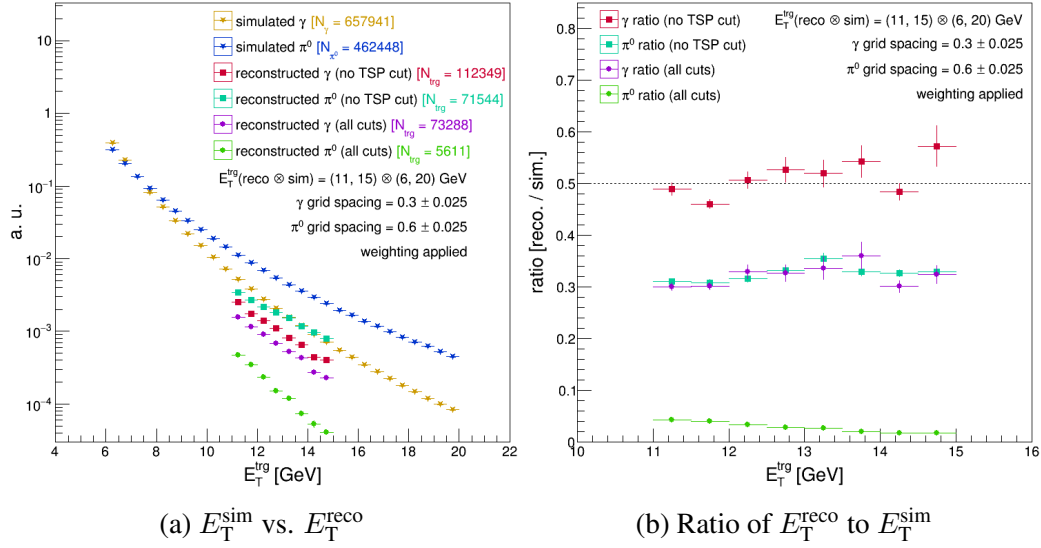 simulated γ [N_γ = 657941]
simulated π⁰ [N_π⁰ = 462448]
reconstructed γ (no TSP cut) [N_trg = 112349]
reconstructed π⁰ (no TSP cut) [N_trg = 71544]
reconstructed γ (all cuts) [N_trg = 73288]
reconstructed π⁰ (all cuts) [N_trg = 5611]
E_T^trg(reco ⊗ sim) = (11, 15) ⊗ (6, 20) GeV
γ grid spacing = 0.3 ± 0.025
π⁰ grid spacing = 0.6 ± 0.025
weighting applied
a. u.
10
1
10⁻¹
10⁻²
10⁻³
10⁻⁴
4 6 8 10 12 14 16 18 20 22
E_T^trg [GeV]
(a) E_T^sim vs. E_T^reco
γ ratio (no TSP cut)
π⁰ ratio (no TSP cut)
γ ratio (all cuts)
π⁰ ratio (all cuts)
E_T^trg(reco ⊗ sim) = (11, 15) ⊗ (6, 20) GeV
γ grid spacing = 0.3 ± 0.025
π⁰ grid spacing = 0.6 ± 0.025
weighting applied
ratio [reco. / sim.]
0.8
0.7
0.6
0.5
0.4
0.3
0.2
0.1
0
10 11 12 13 14 15 16
E_T^trg [GeV]
(b) Ratio of E_T^reco to E_T^sim